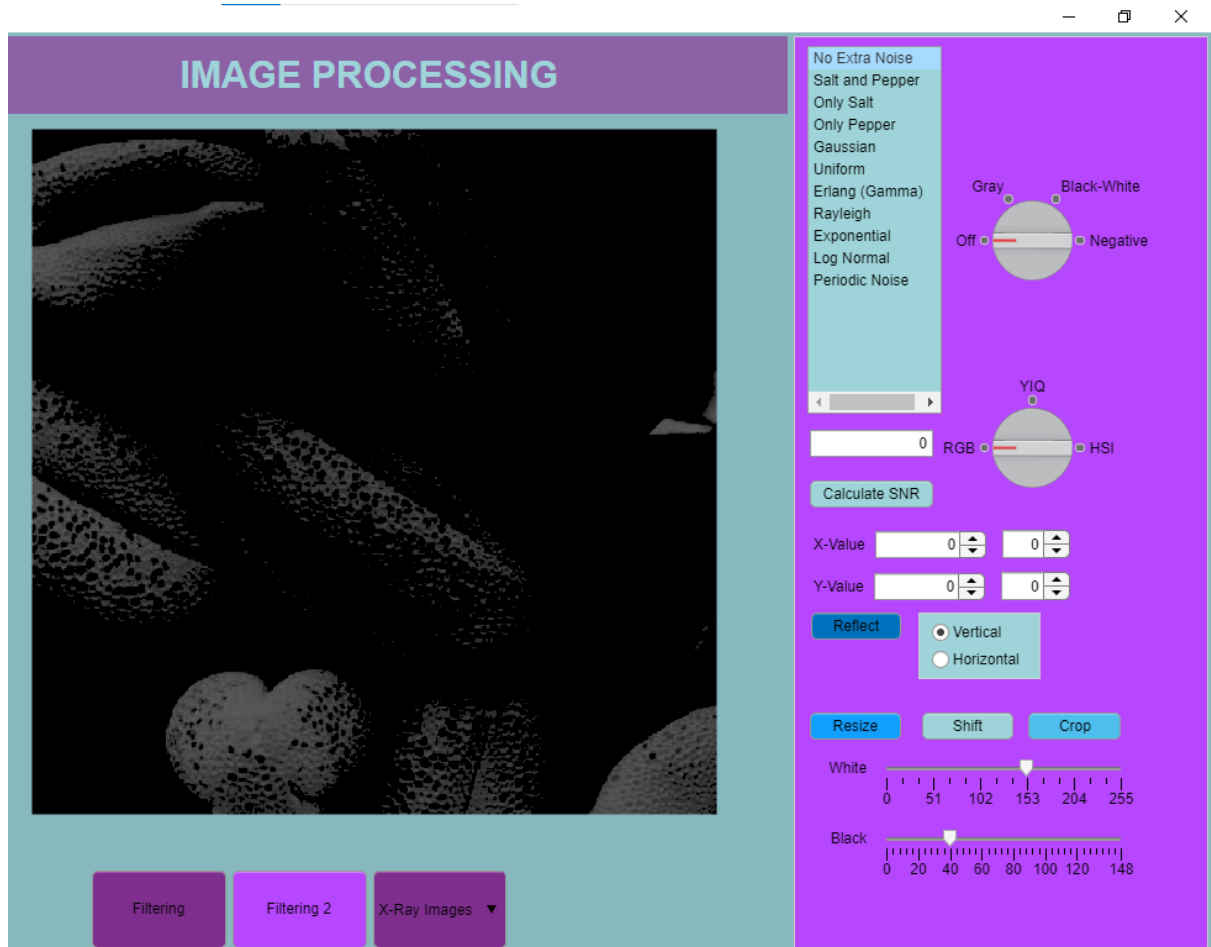 IMAGE PROCESSING
No Extra Noise
Salt and Pepper
Only Salt
Only Pepper
Gaussian
Uniform
Erlang (Gamma)
Rayleigh
Exponential
Log Normal
Periodic Noise
Gray Black-White
Off Negative
YIQ
RGB HSI
0
Calculate SNR
X-Value 0 0
Y-Value 0 0
Reflect
Vertical
Horizontal
Resize Shift Crop
White
0 51 102 153 204 255
Black
0 20 40 60 80 100 120 148
Filtering Filtering 2 X-Ray Images